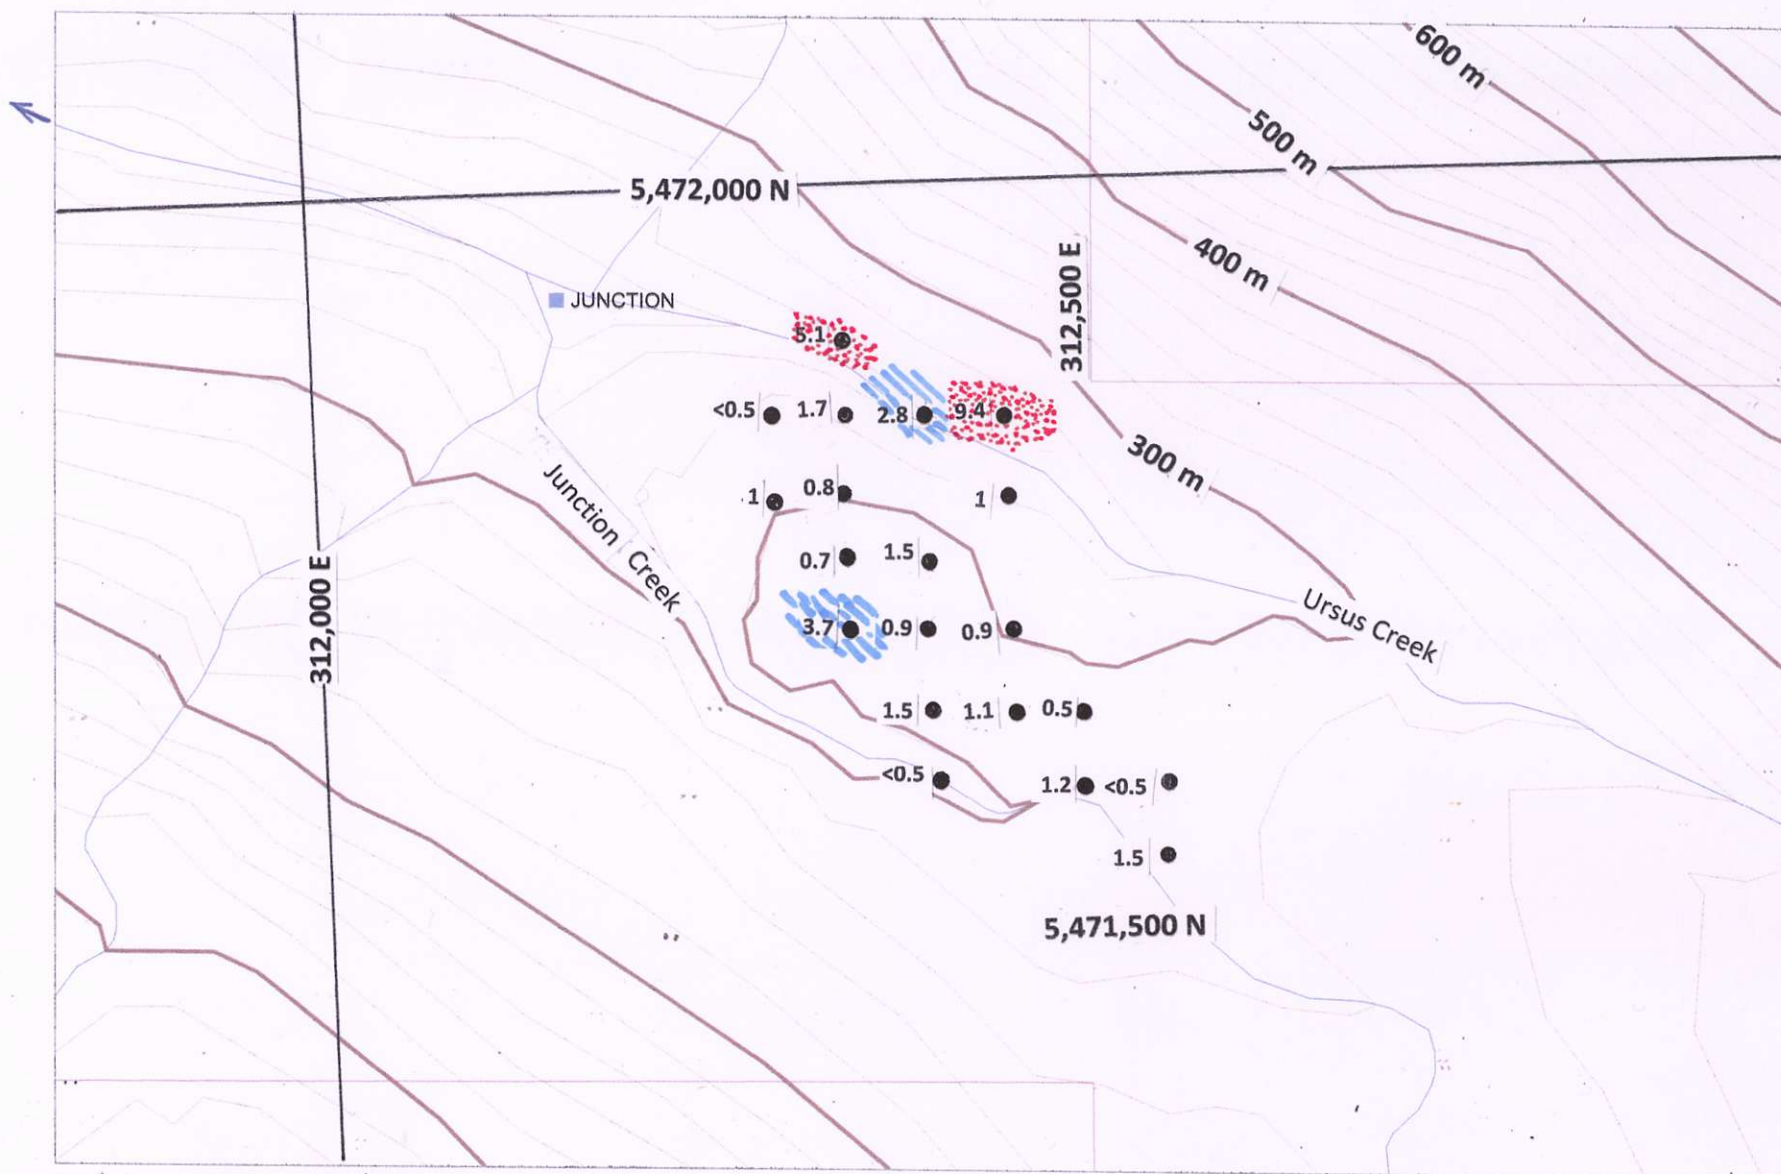 600 m
500 m
5,472,000 N
400 m
312,500 E
JUNCTION
5.1
<0.5 1.7 2.8 9.4
300 m
1 0.8 1
Junction Creek
0.7 1.5
312,000 E
3.7 0.9 0.9
Ursus Creek
1.5 1.1 0.5
<0.5 1.2 <0.5
1.5
5,471,500 N